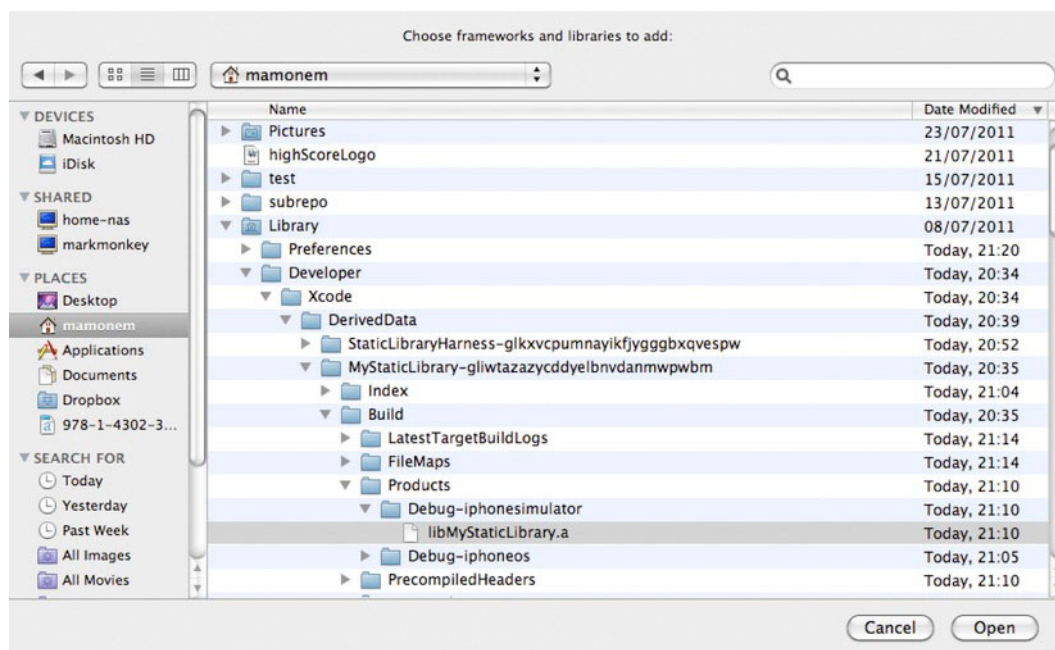 Choose frameworks and libraries to add:
mamonem
DEVICES
Macintosh HD
iDisk
SHARED
home-nas
markmonkey
PLACES
Desktop
mamonem
Applications
Documents
Dropbox
978-1-4302-3...
SEARCH FOR
Today
Yesterday
Past Week
All Images
All Movies
Name Date Modified
Pictures 23/07/2011
highScoreLogo 21/07/2011
test 15/07/2011
subrepo 13/07/2011
Library 08/07/2011
Preferences Today, 21:20
Developer Today, 20:34
Xcode Today, 20:34
DerivedData Today, 20:39
StaticLibraryHarness-glkxvcpumnayikfjygggbxqvespw Today, 20:52
MyStaticLibrary-gliwtazazycddyelbnvdanmwpwbm Today, 20:35
Index Today, 21:04
Build Today, 20:35
LatestTargetBuildLogs Today, 21:14
FileMaps Today, 21:14
Products Today, 21:10
Debug-iphonesimulator Today, 21:10
libMyStaticLibrary.a Today, 21:10
Debug-iphoneos Today, 21:05
PrecompiledHeaders Today, 21:10
Cancel Open